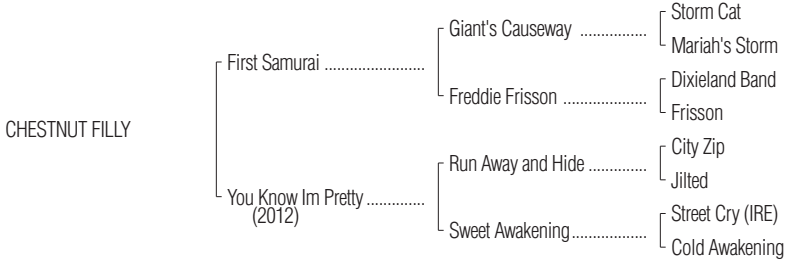 Storm Cat
Giant's Causeway ................
Mariah's Storm
First Samurai ........................
Dixieland Band
Freddie Frisson ....................
Frisson
CHESTNUT FILLY
City Zip
Run Away and Hide ..............
Jilted
You Know Im Pretty ..............
(2012)
Street Cry (IRE)
Sweet Awakening..................
Cold Awakening